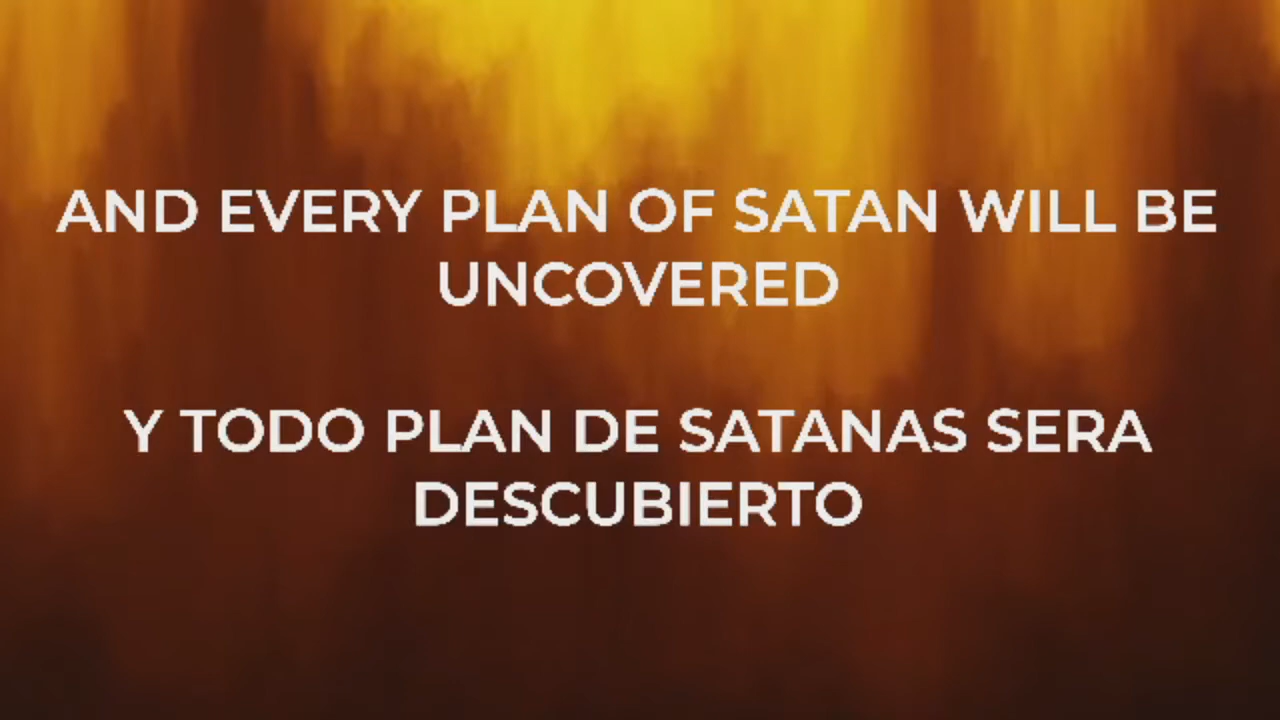 AND EVERY PLAN OF SATAN WILL BE
UNCOVERED
Y TODO PLAN DE SATANAS SERA
DESCUBIERTO